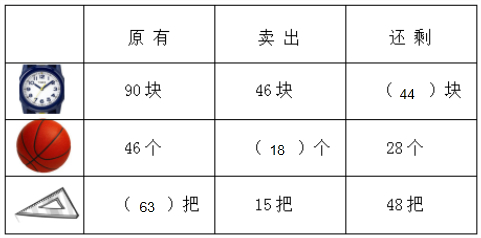 原 有 卖 出 还 剩
90块 46块 （ 44 ）块
46个 （ 18 ）个 28个
（ 63 ）把 15把 48把